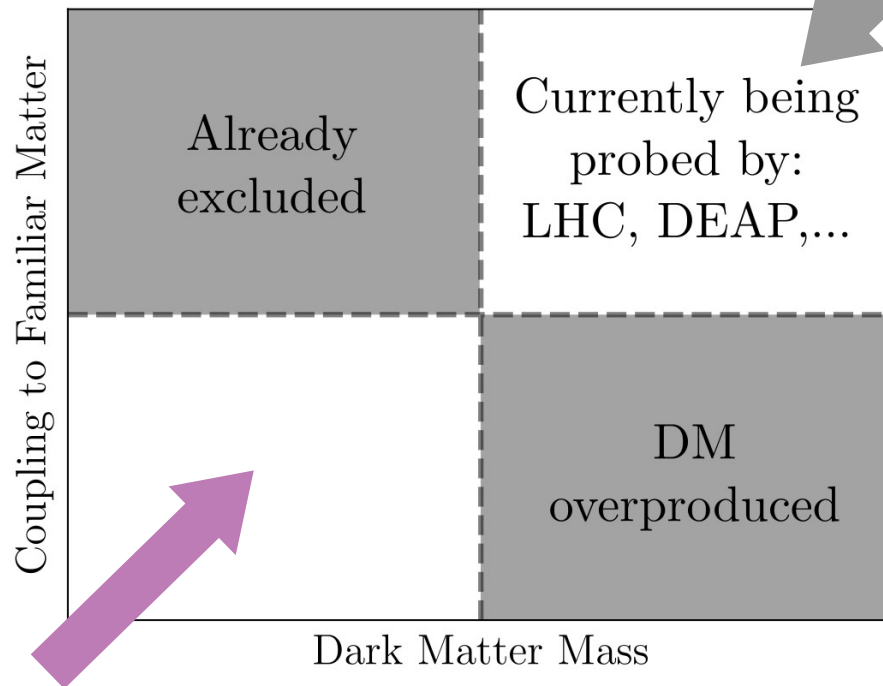 Coupling to Familiar Matter
Already
excluded
Currently being
probed by:
LHC, DEAP,...
DM
overproduced
Dark Matter Mass